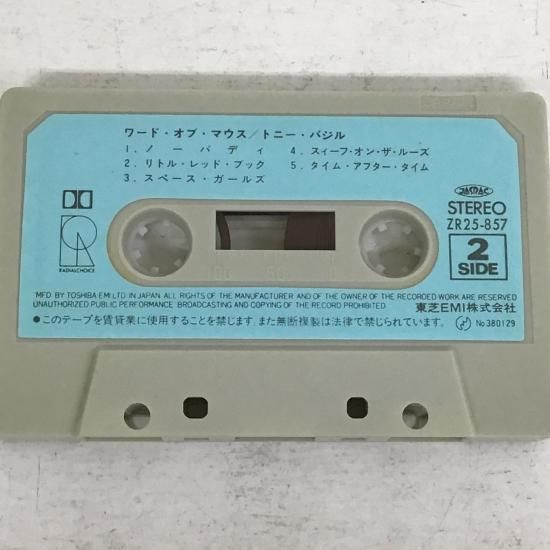 ワード・オブ・マウス／トニー・バジル
1. ノーバディ
2. リトル・レッド・ブック
3. スペース・ガールズ
4. スィーフ・オン・ザ・ルーズ
5. タイム・アフター・タイム
RADIALCHOICE
JASRAC
STEREO
ZR25-857
2
SIDE
MFD. BY TOSHIBA EMI LTD. IN JAPAN. ALL RIGHTS OF THE MANUFACTURER AND OF THE OWNER OF THE RECORDED WORK ARE RESERVED
UNAUTHORIZED PUBLIC PERFORMANCE BROADCASTING AND COPYING OF THE RECORD PROHIBITED
東芝EMI株式会社
●このテープを賃貸業に使用することを禁じます。また無断複製は法律で禁じられています。
No380129
100 50